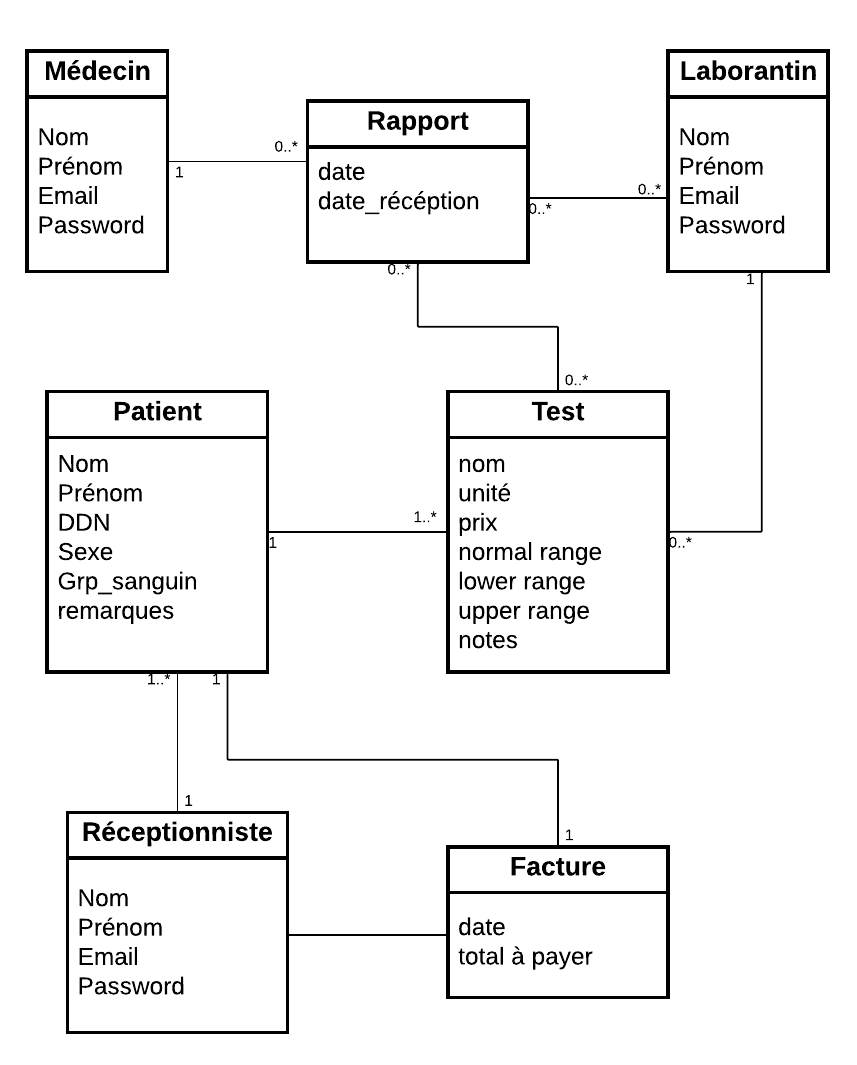 Médecin
Nom
Prénom
Email
Password
1
0..*
Rapport
date
date_récéption
0..*
0..*
0..*
Laborantin
Nom
Prénom
Email
Password
1
0..*
Patient
Nom
Prénom
DDN
Sexe
Grp_sanguin
remarques
1
1..*
Test
nom
unité
prix
normal range
lower range
upper range
notes
0..*
1..*
1
1
1
Réceptionniste
Nom
Prénom
Email
Password
Facture
date
total à payer